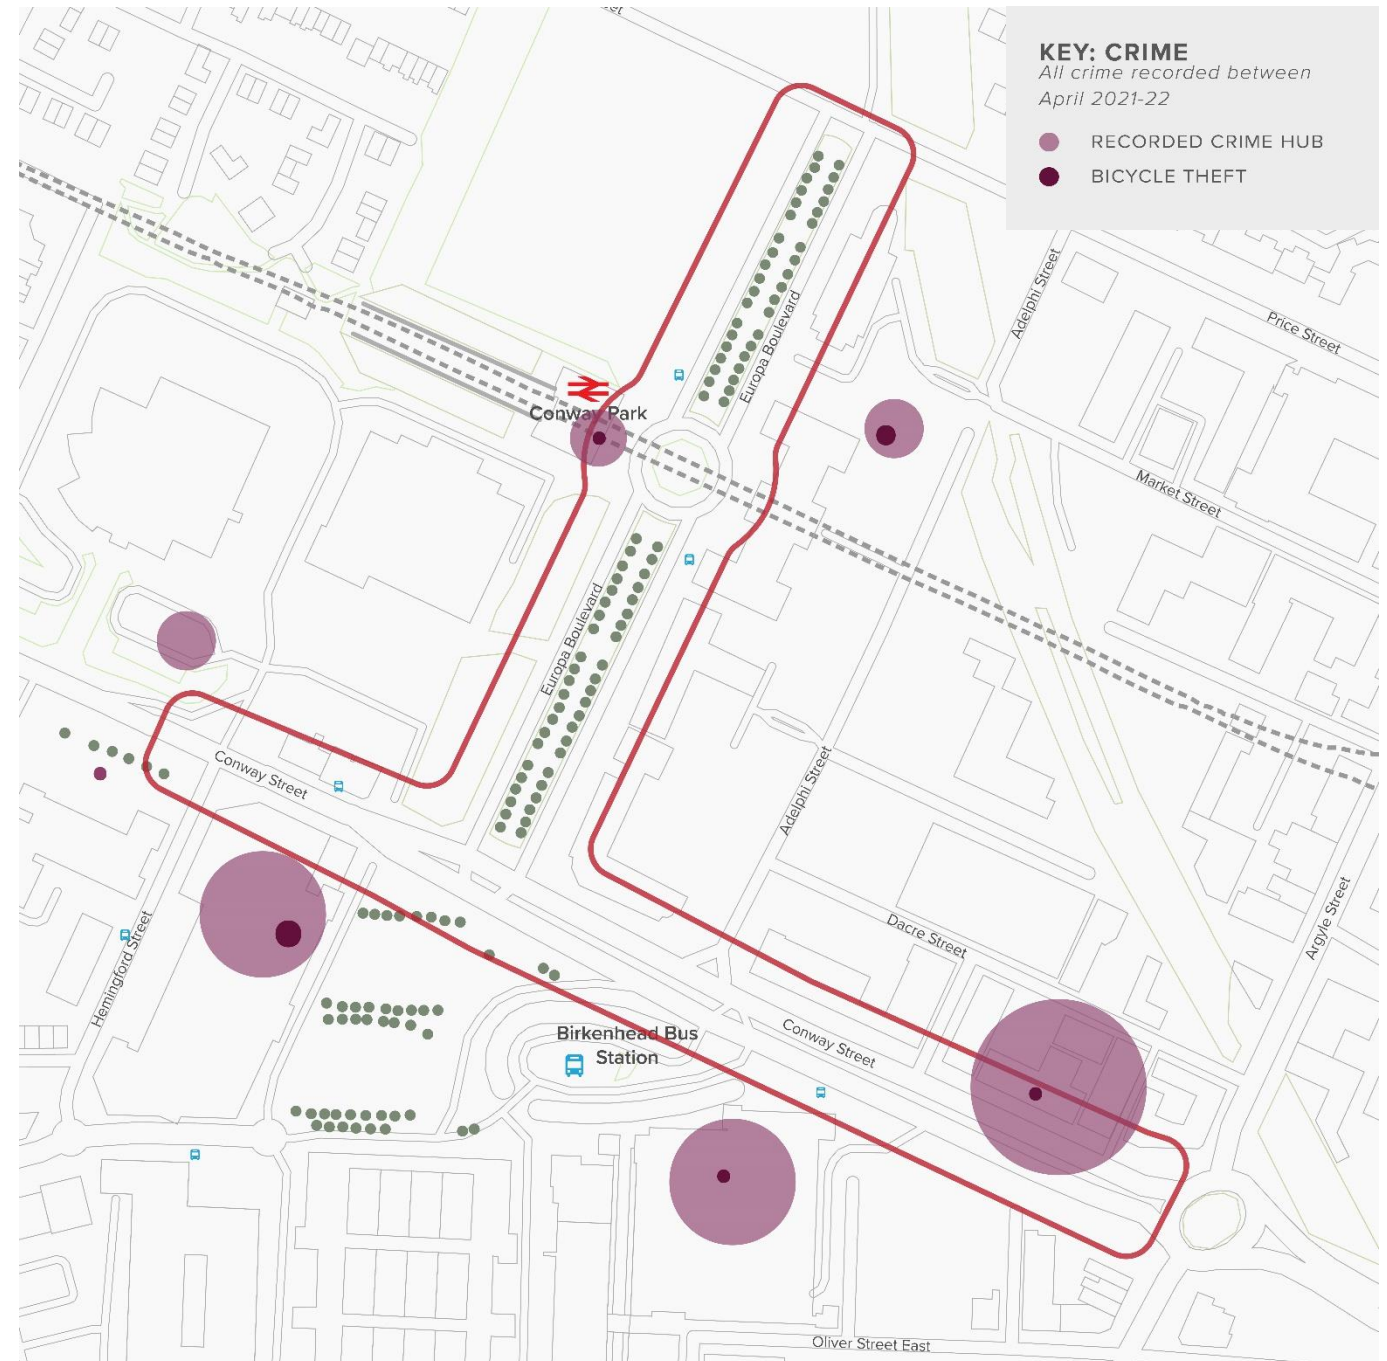 KEY: CRIME
All crime recorded between
April 2021-22
RECORDED CRIME HUB
BICYCLE THEFT
Adelphi Street
Price Street
Europa Boulevard
Conway Park
Market Street
Europa Boulevard
Conway Street
Adelphi Street
Argyle Street
Hemingford Street
Dacre Street
Birkenhead Bus
Station
Conway Street
Oliver Street East